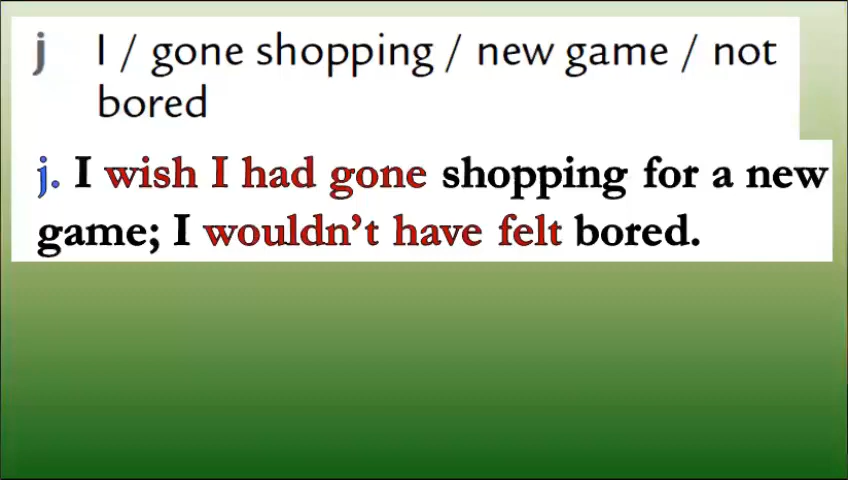 j I / gone shopping / new game / not
bored
j. I wish I had gone shopping for a new
game; I wouldn't have felt bored.